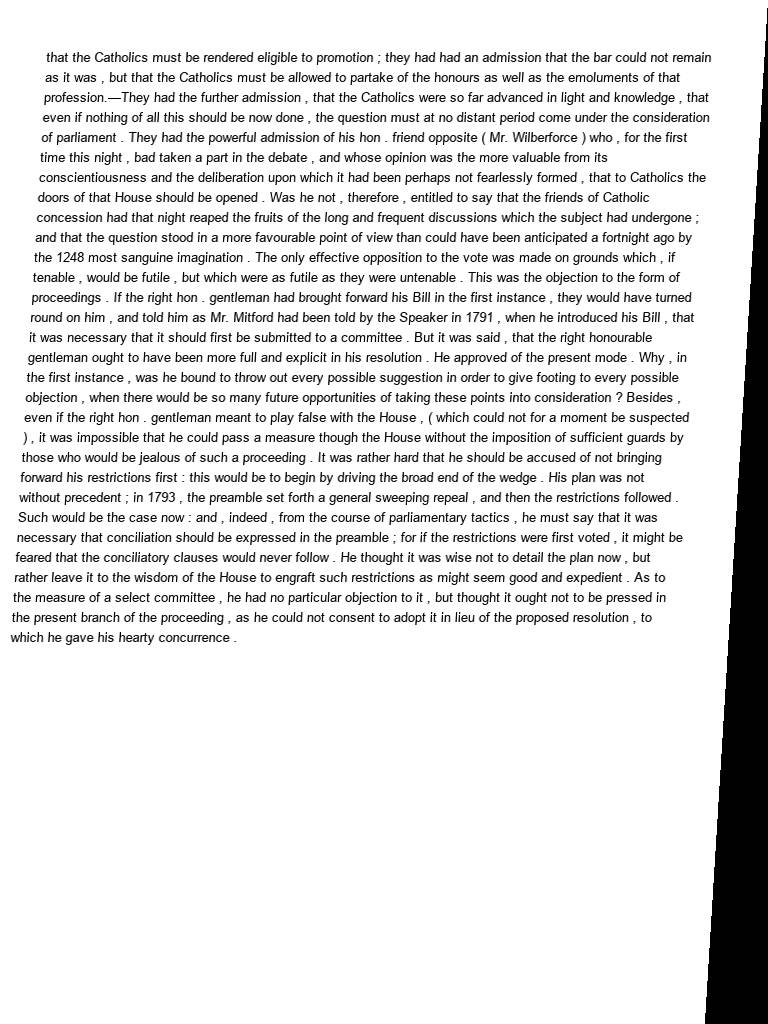 that the Catholics must be rendered eligible to promotion ; they had had an admission that the bar could not remain
as it was , but that the Catholics must be allowed to partake of the honours as well as the emoluments of that
profession.—They had the further admission , that the Catholics were so far advanced in light and knowledge , that
even if nothing of all this should be now done , the question must at no distant period come under the consideration
of parliament . They had the powerful admission of his hon . friend opposite ( Mr. Wilberforce ) who , for the first
time this night , bad taken a part in the debate , and whose opinion was the more valuable from its
conscientiousness and the deliberation upon which it had been perhaps not fearlessly formed , that to Catholics the
doors of that House should be opened . Was he not , therefore , entitled to say that the friends of Catholic
concession had that night reaped the fruits of the long and frequent discussions which the subject had undergone ;
and that the question stood in a more favourable point of view than could have been anticipated a fortnight ago by
the 1248 most sanguine imagination . The only effective opposition to the vote was made on grounds which , if
tenable , would be futile , but which were as futile as they were untenable . This was the objection to the form of
proceedings . If the right hon . gentleman had brought forward his Bill in the first instance , they would have turned
round on him , and told him as Mr. Mitford had been told by the Speaker in 1791 , when he introduced his Bill , that
it was necessary that it should first be submitted to a committee . But it was said , that the right honourable
gentleman ought to have been more full and explicit in his resolution . He approved of the present mode . Why , in
the first instance , was he bound to throw out every possible suggestion in order to give footing to every possible
objection , when there would be so many future opportunities of taking these points into consideration ? Besides ,
even if the right hon . gentleman meant to play false with the House , ( which could not for a moment be suspected
) , it was impossible that he could pass a measure though the House without the imposition of sufficient guards by
those who would be jealous of such a proceeding . It was rather hard that he should be accused of not bringing
forward his restrictions first : this would be to begin by driving the broad end of the wedge . His plan was not
without precedent ; in 1793 , the preamble set forth a general sweeping repeal , and then the restrictions followed .
Such would be the case now : and , indeed , from the course of parliamentary tactics , he must say that it was
necessary that conciliation should be expressed in the preamble ; for if the restrictions were first voted , it might be
feared that the conciliatory clauses would never follow . He thought it was wise not to detail the plan now , but
rather leave it to the wisdom of the House to engraft such restrictions as might seem good and expedient . As to
the measure of a select committee , he had no particular objection to it , but thought it ought not to be pressed in
the present branch of the proceeding , as he could not consent to adopt it in lieu of the proposed resolution , to
which he gave his hearty concurrence .